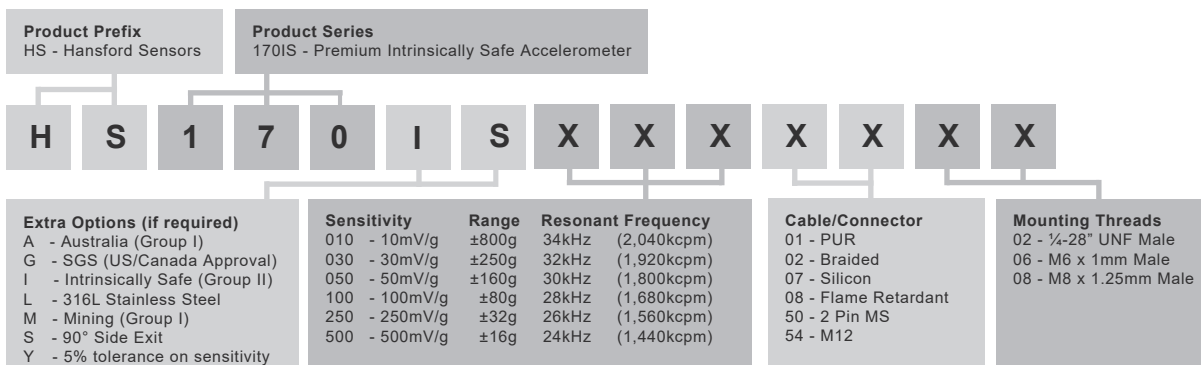 Product Prefix
HS - Hansford Sensors
Product Series
170IS - Premium Intrinsically Safe Accelerometer
H S 1 7 0 I S X X X X X X X
Extra Options (if required)
A - Australia (Group I)
G - SGS (US/Canada Approval)
I - Intrinsically Safe (Group II)
L - 316L Stainless Steel
M - Mining (Group I)
S - 90° Side Exit
Y - 5% tolerance on sensitivity
Sensitivity Range Resonant Frequency
010 - 10mV/g ±800g 34kHz (2,040kcpm)
030 - 30mV/g ±250g 32kHz (1,920kcpm)
050 - 50mV/g ±160g 30kHz (1,800kcpm)
100 - 100mV/g ±80g 28kHz (1,680kcpm)
250 - 250mV/g ±32g 26kHz (1,560kcpm)
500 - 500mV/g ±16g 24kHz (1,440kcpm)
Cable/Connector
01 - PUR
02 - Braided
07 - Silicon
08 - Flame Retardant
50 - 2 Pin MS
54 - M12
Mounting Threads
02 - ¼-28” UNF Male
06 - M6 x 1mm Male
08 - M8 x 1.25mm Male